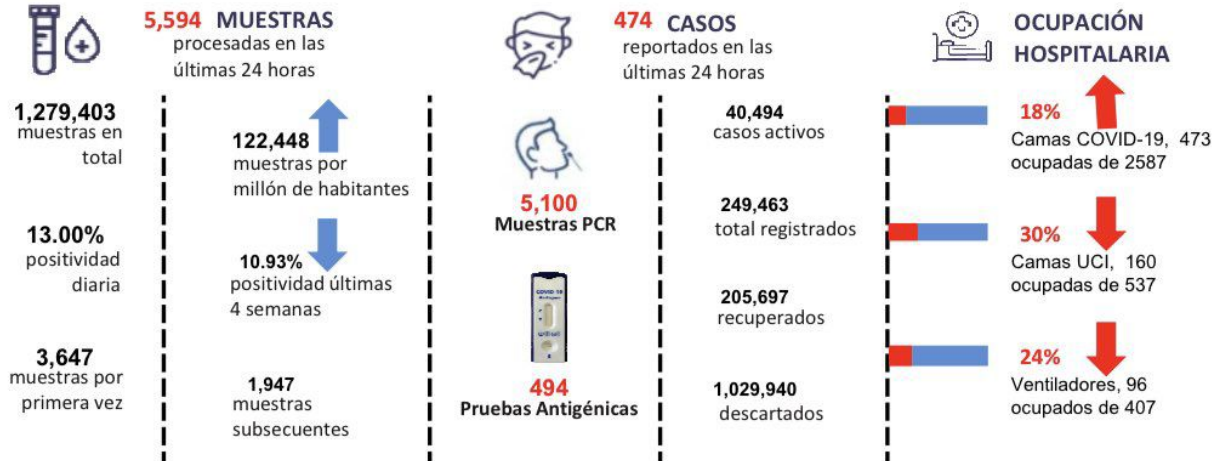 5,594 MUESTRAS
procesadas en las
últimas 24 horas
1,279,403
muestras en
total
13.00%
positividad
diaria
3,647
muestras por
primera vez
122,448
muestras por
millón de habitantes
10.93%
positividad últimas
4 semanas
1,947
muestras
subsecuentes
474 CASOS
reportados en las
últimas 24 horas
5,100
Muestras PCR
COVID-19
494
Pruebas Antigénicas
40,494
casos activos
249,463
total registrados
205,697
recuperados
1,029,940
descartados
OCUPACIÓN
HOSPITALARIA
18%
Camas COVID-19, 473
ocupadas de 2587
30%
Camas UCI, 160
ocupadas de 537
24%
Ventiladores, 96
ocupados de 407